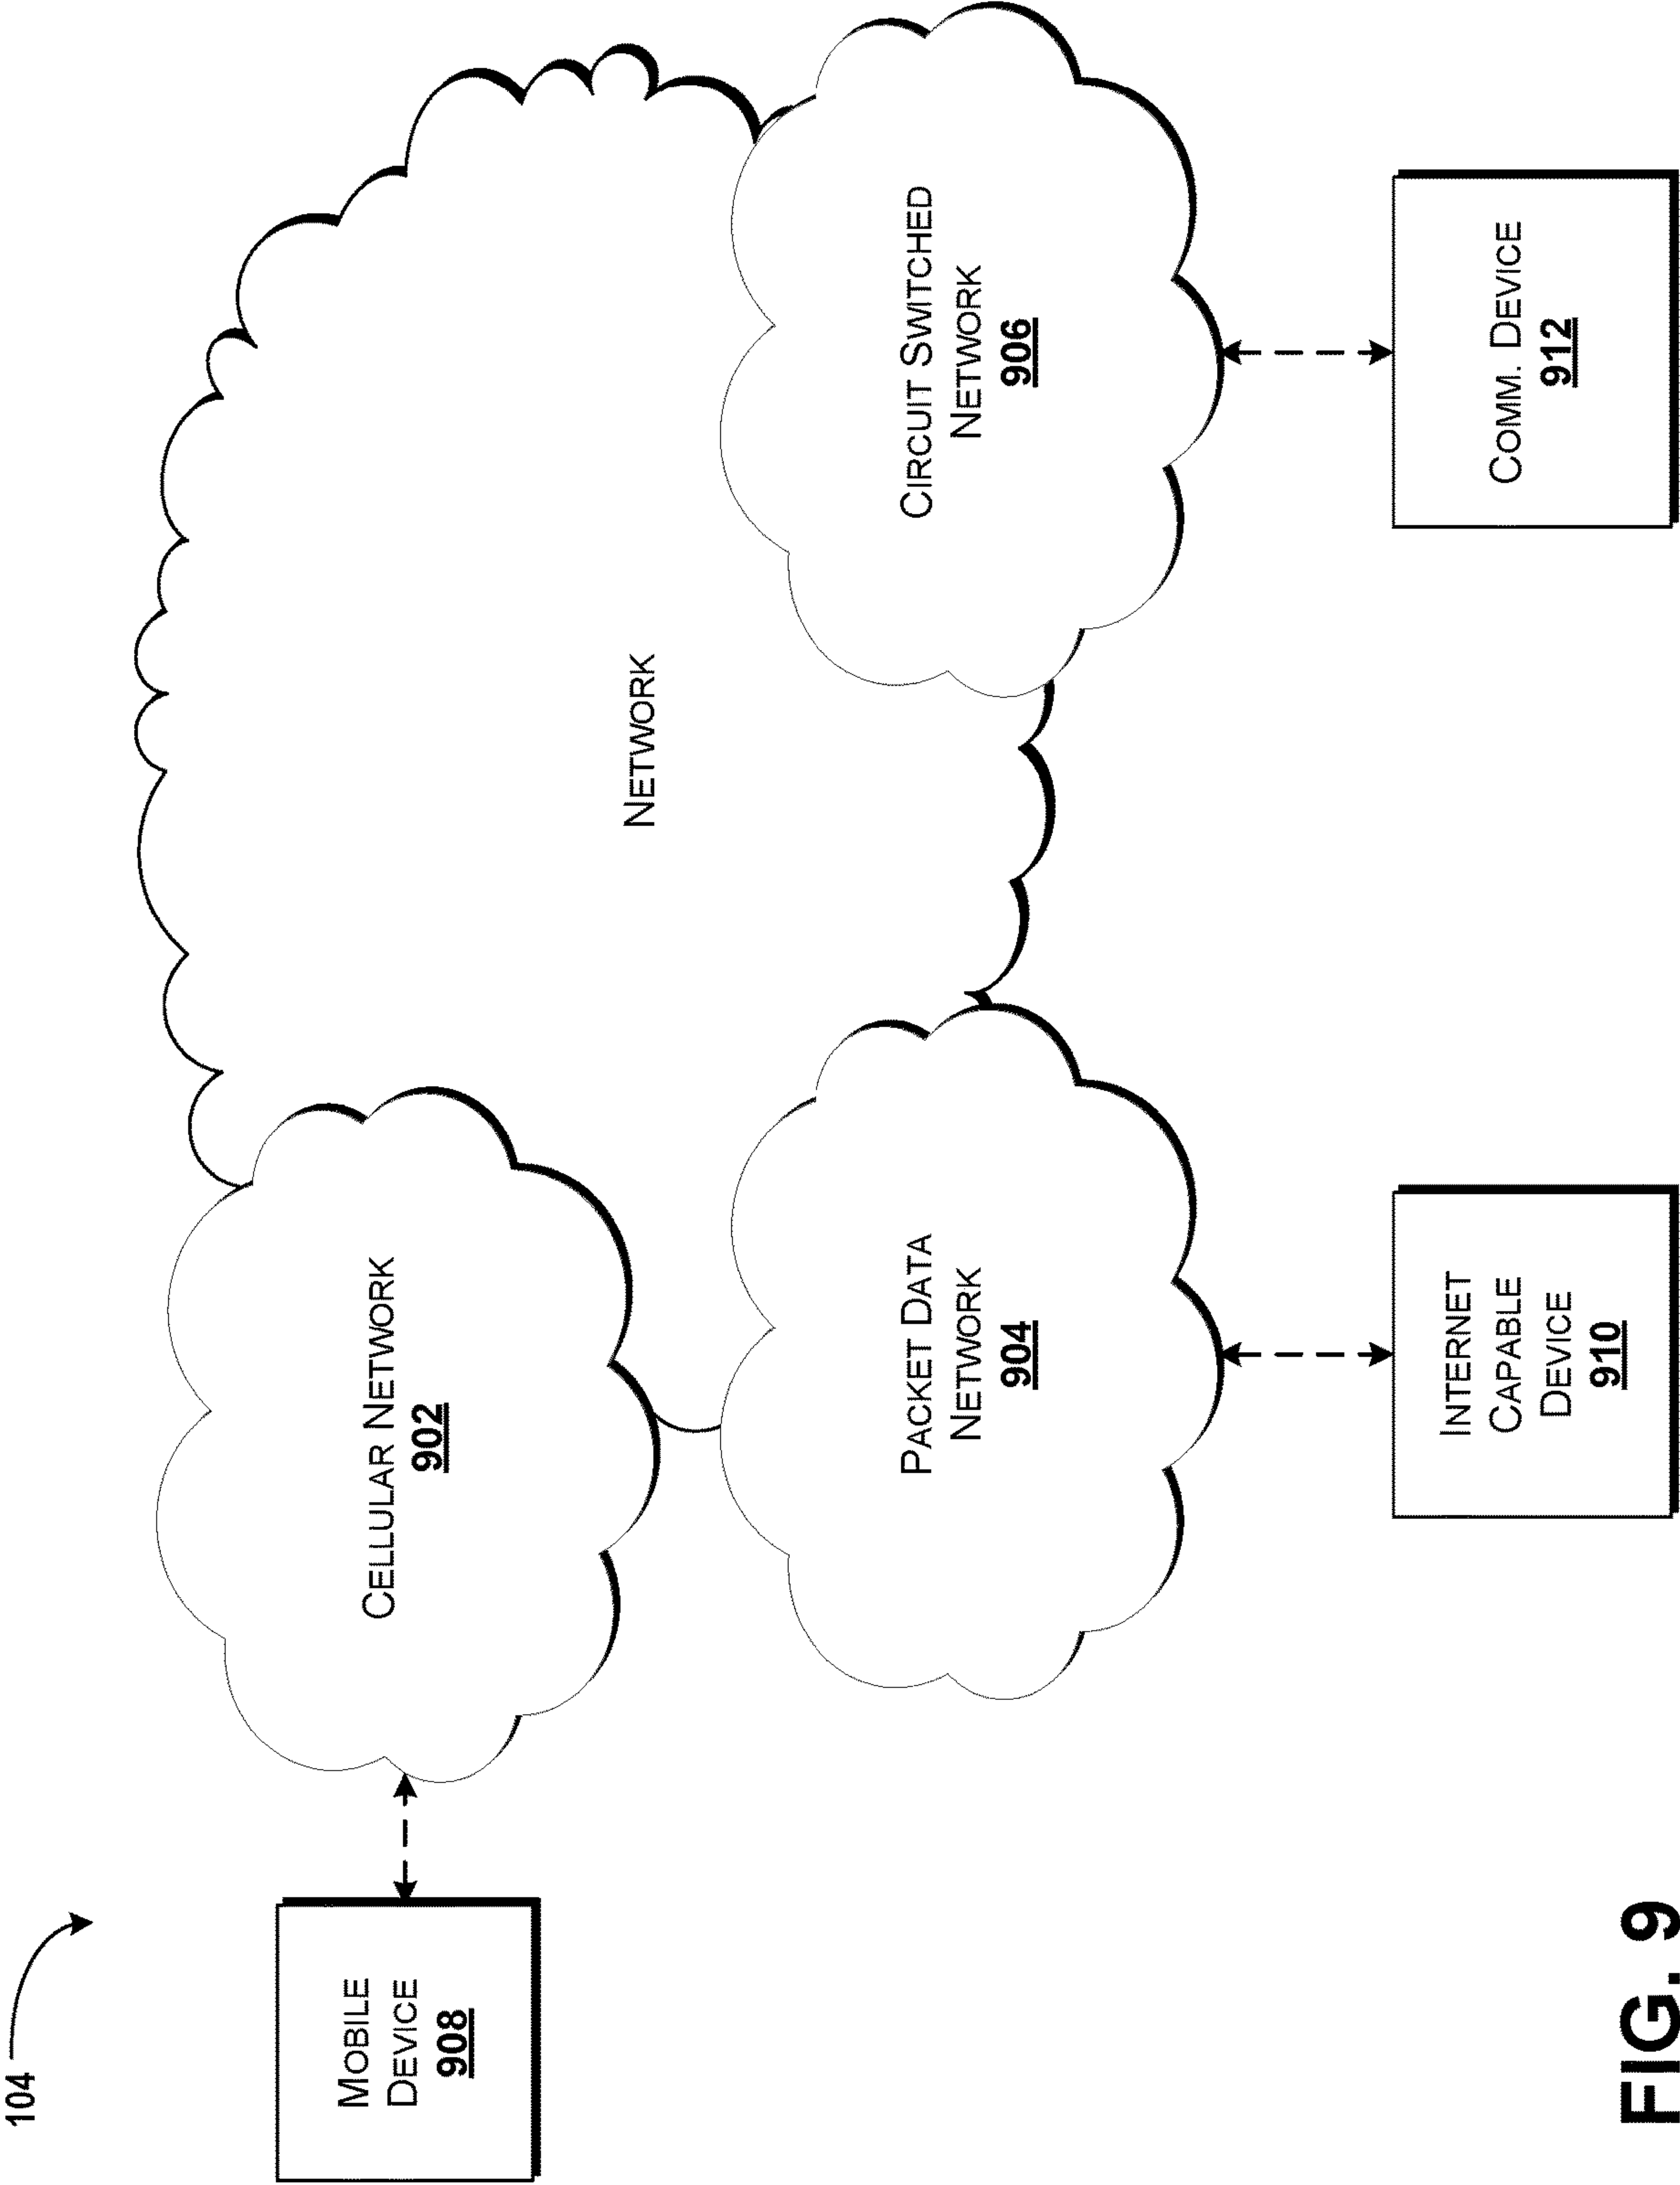 104
MOBILE
DEVICE
908
CELLULAR NETWORK
902
NETWORK
PACKET DATA
NETWORK
904
CIRCUIT SWITCHED
NETWORK
906
INTERNET
CAPABLE
DEVICE
910
COMM. DEVICE
912
FIG. 9